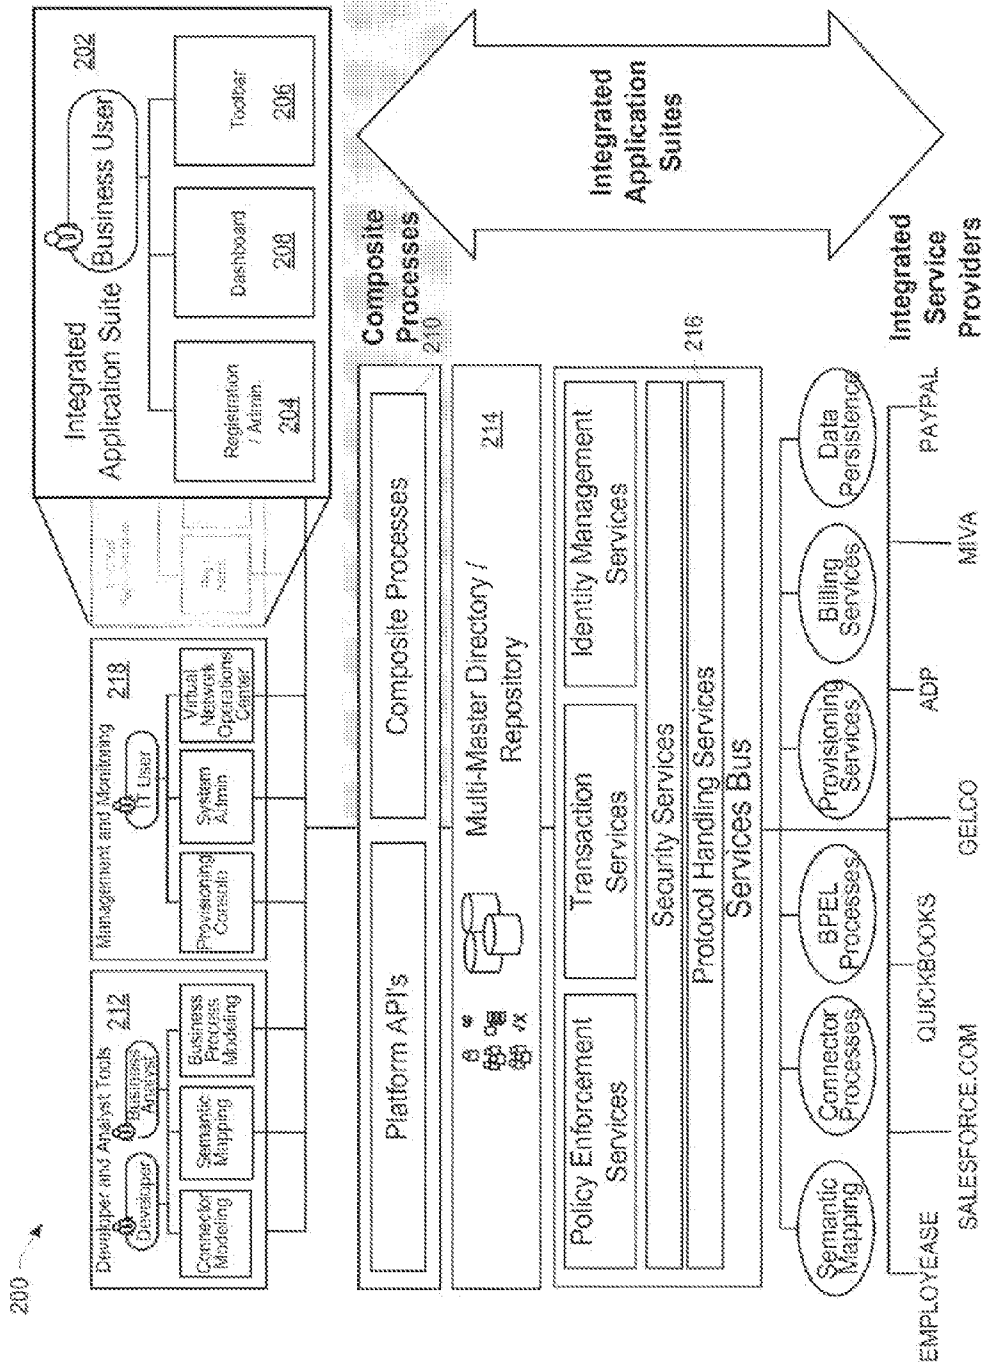 200
Developer and Analyst Tools
212
Developer
Business
Analyst
Connector
Modeling
Semantic
Mapping
Business
Process
Modeling
Management and Monitoring
218
IT User
Provisioning
Console
System
Admin
Virtual
Network
Operations
Center
Integrated
Application Suite
202
Business User
Registration
/ Admin.
204
Dashboard
208
Toolbar
206
Platform API's
Composite Processes
Composite
Processes
210
Multi-Master Directory /
Repository
214
Policy Enforcement
Services
Transaction
Services
Identity Management
Services
Security Services
Protocol Handling Services
Services Bus
216
Integrated
Application
Suites
Semantic
Mapping
Connector
Processes
BPEL
Processes
Provisioning
Services
Billing
Services
Data
Persistence
Integrated
Service
Providers
EMPLOYEASE
SALESFORCE.COM
QUICKBOOKS
GELCO
ADP
MIVA
PAYPAL